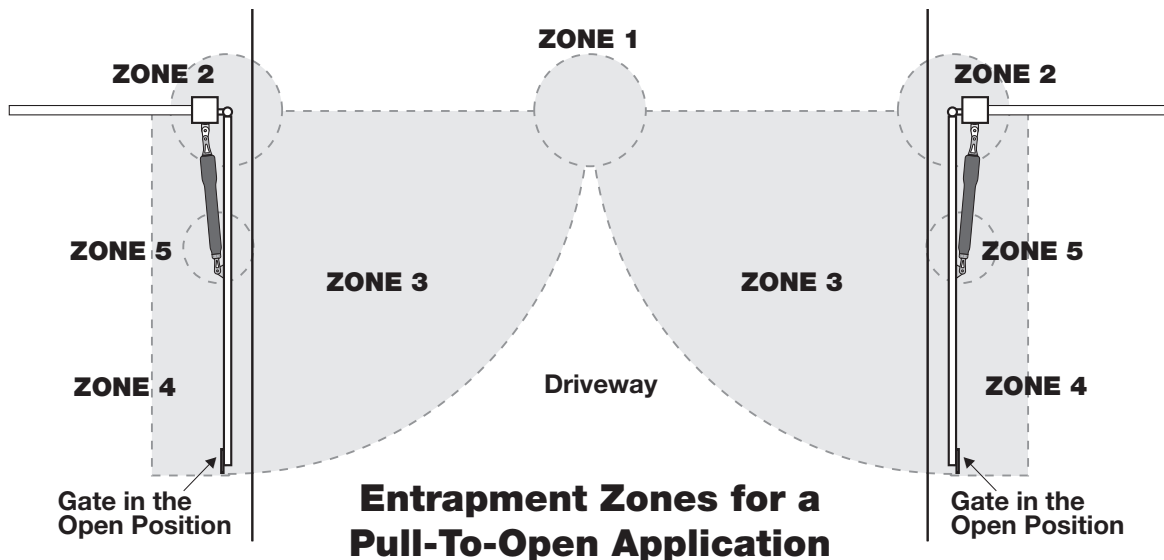 ZONE 1
ZONE 2
ZONE 2
ZONE 5
ZONE 5
ZONE 3
ZONE 3
ZONE 4
Driveway
ZONE 4
Gate in the
Open Position
Entrapment Zones for a
Pull-To-Open Application
Gate in the
Open Position